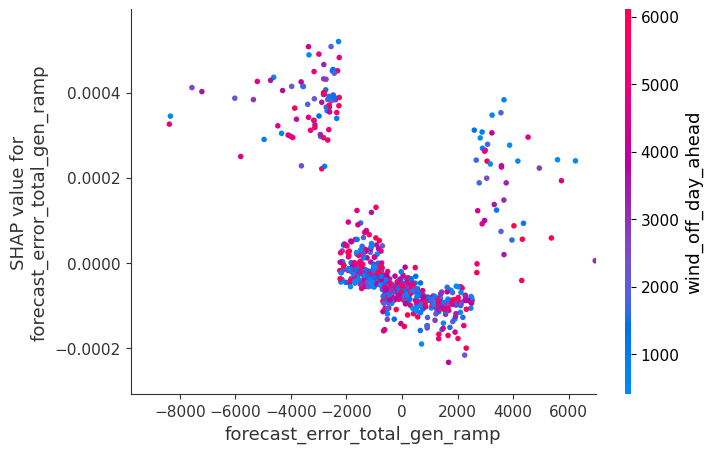 SHAP value for
forecast_error_total_gen_ramp
0.0004
0.0002
0.0000
−0.0002
−8000 −6000 −4000 −2000 0 2000 4000 6000
forecast_error_total_gen_ramp
6000
5000
4000
3000
2000
1000
wind_off_day_ahead